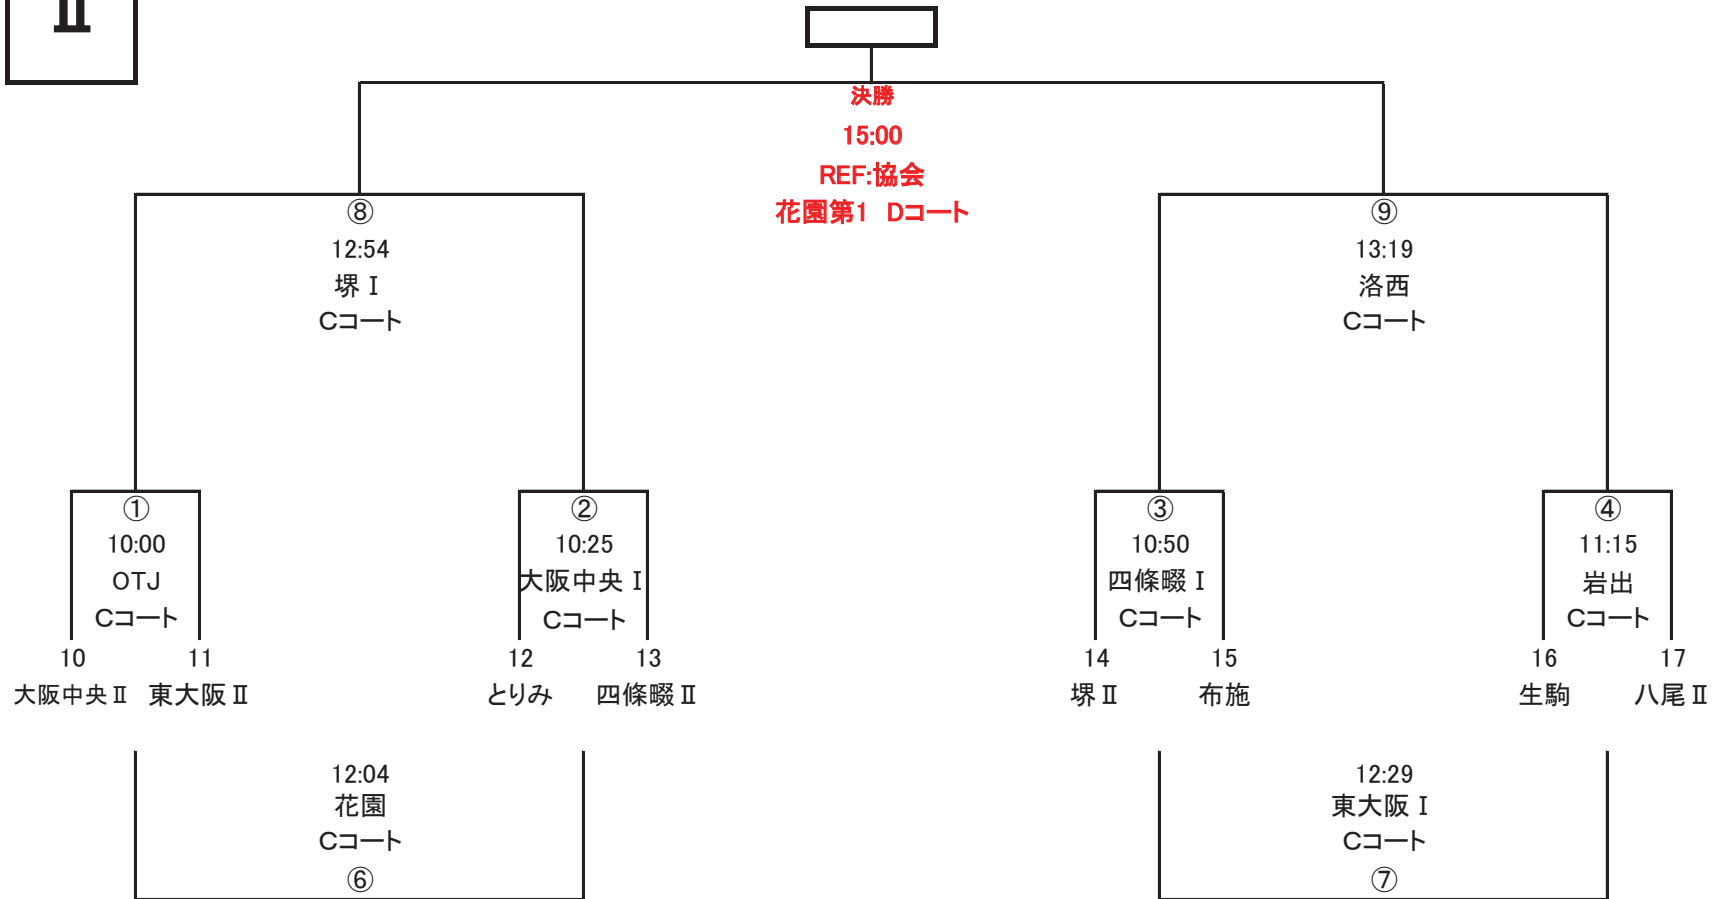 Ⅱ
決勝
15:00
REF:協会
花園第1 Dコート
⑧
12:54
堺Ⅰ
Cコート
⑨
13:19
洛西
Cコート
①
10:00
OTJ
Cコート
②
10:25
大阪中央Ⅰ
Cコート
③
10:50
四條畷Ⅰ
Cコート
④
11:15
岩出
Cコート
10 11 12 13 14 15 16 17
大阪中央Ⅱ 東大阪Ⅱ とりみ 四條畷Ⅱ 堺Ⅱ 布施 生駒 八尾Ⅱ
12:04
花園
Cコート
⑥
12:29
東大阪Ⅰ
Cコート
⑦